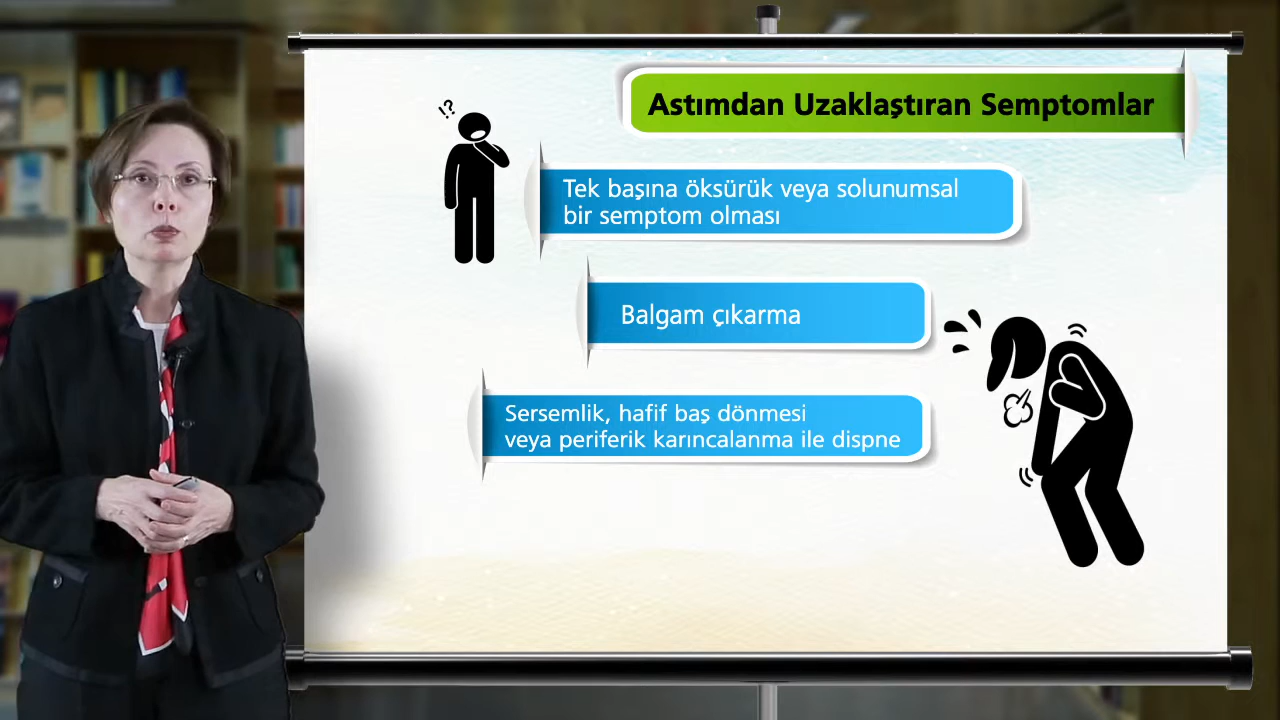 Astımdan Uzaklaştıran Semptomlar
!?
Tek başına öksürük veya solunumsal
bir semptom olması
Balgam çıkarma
Sersemlik, hafif baş dönmesi
veya periferik karıncalanma ile dispne